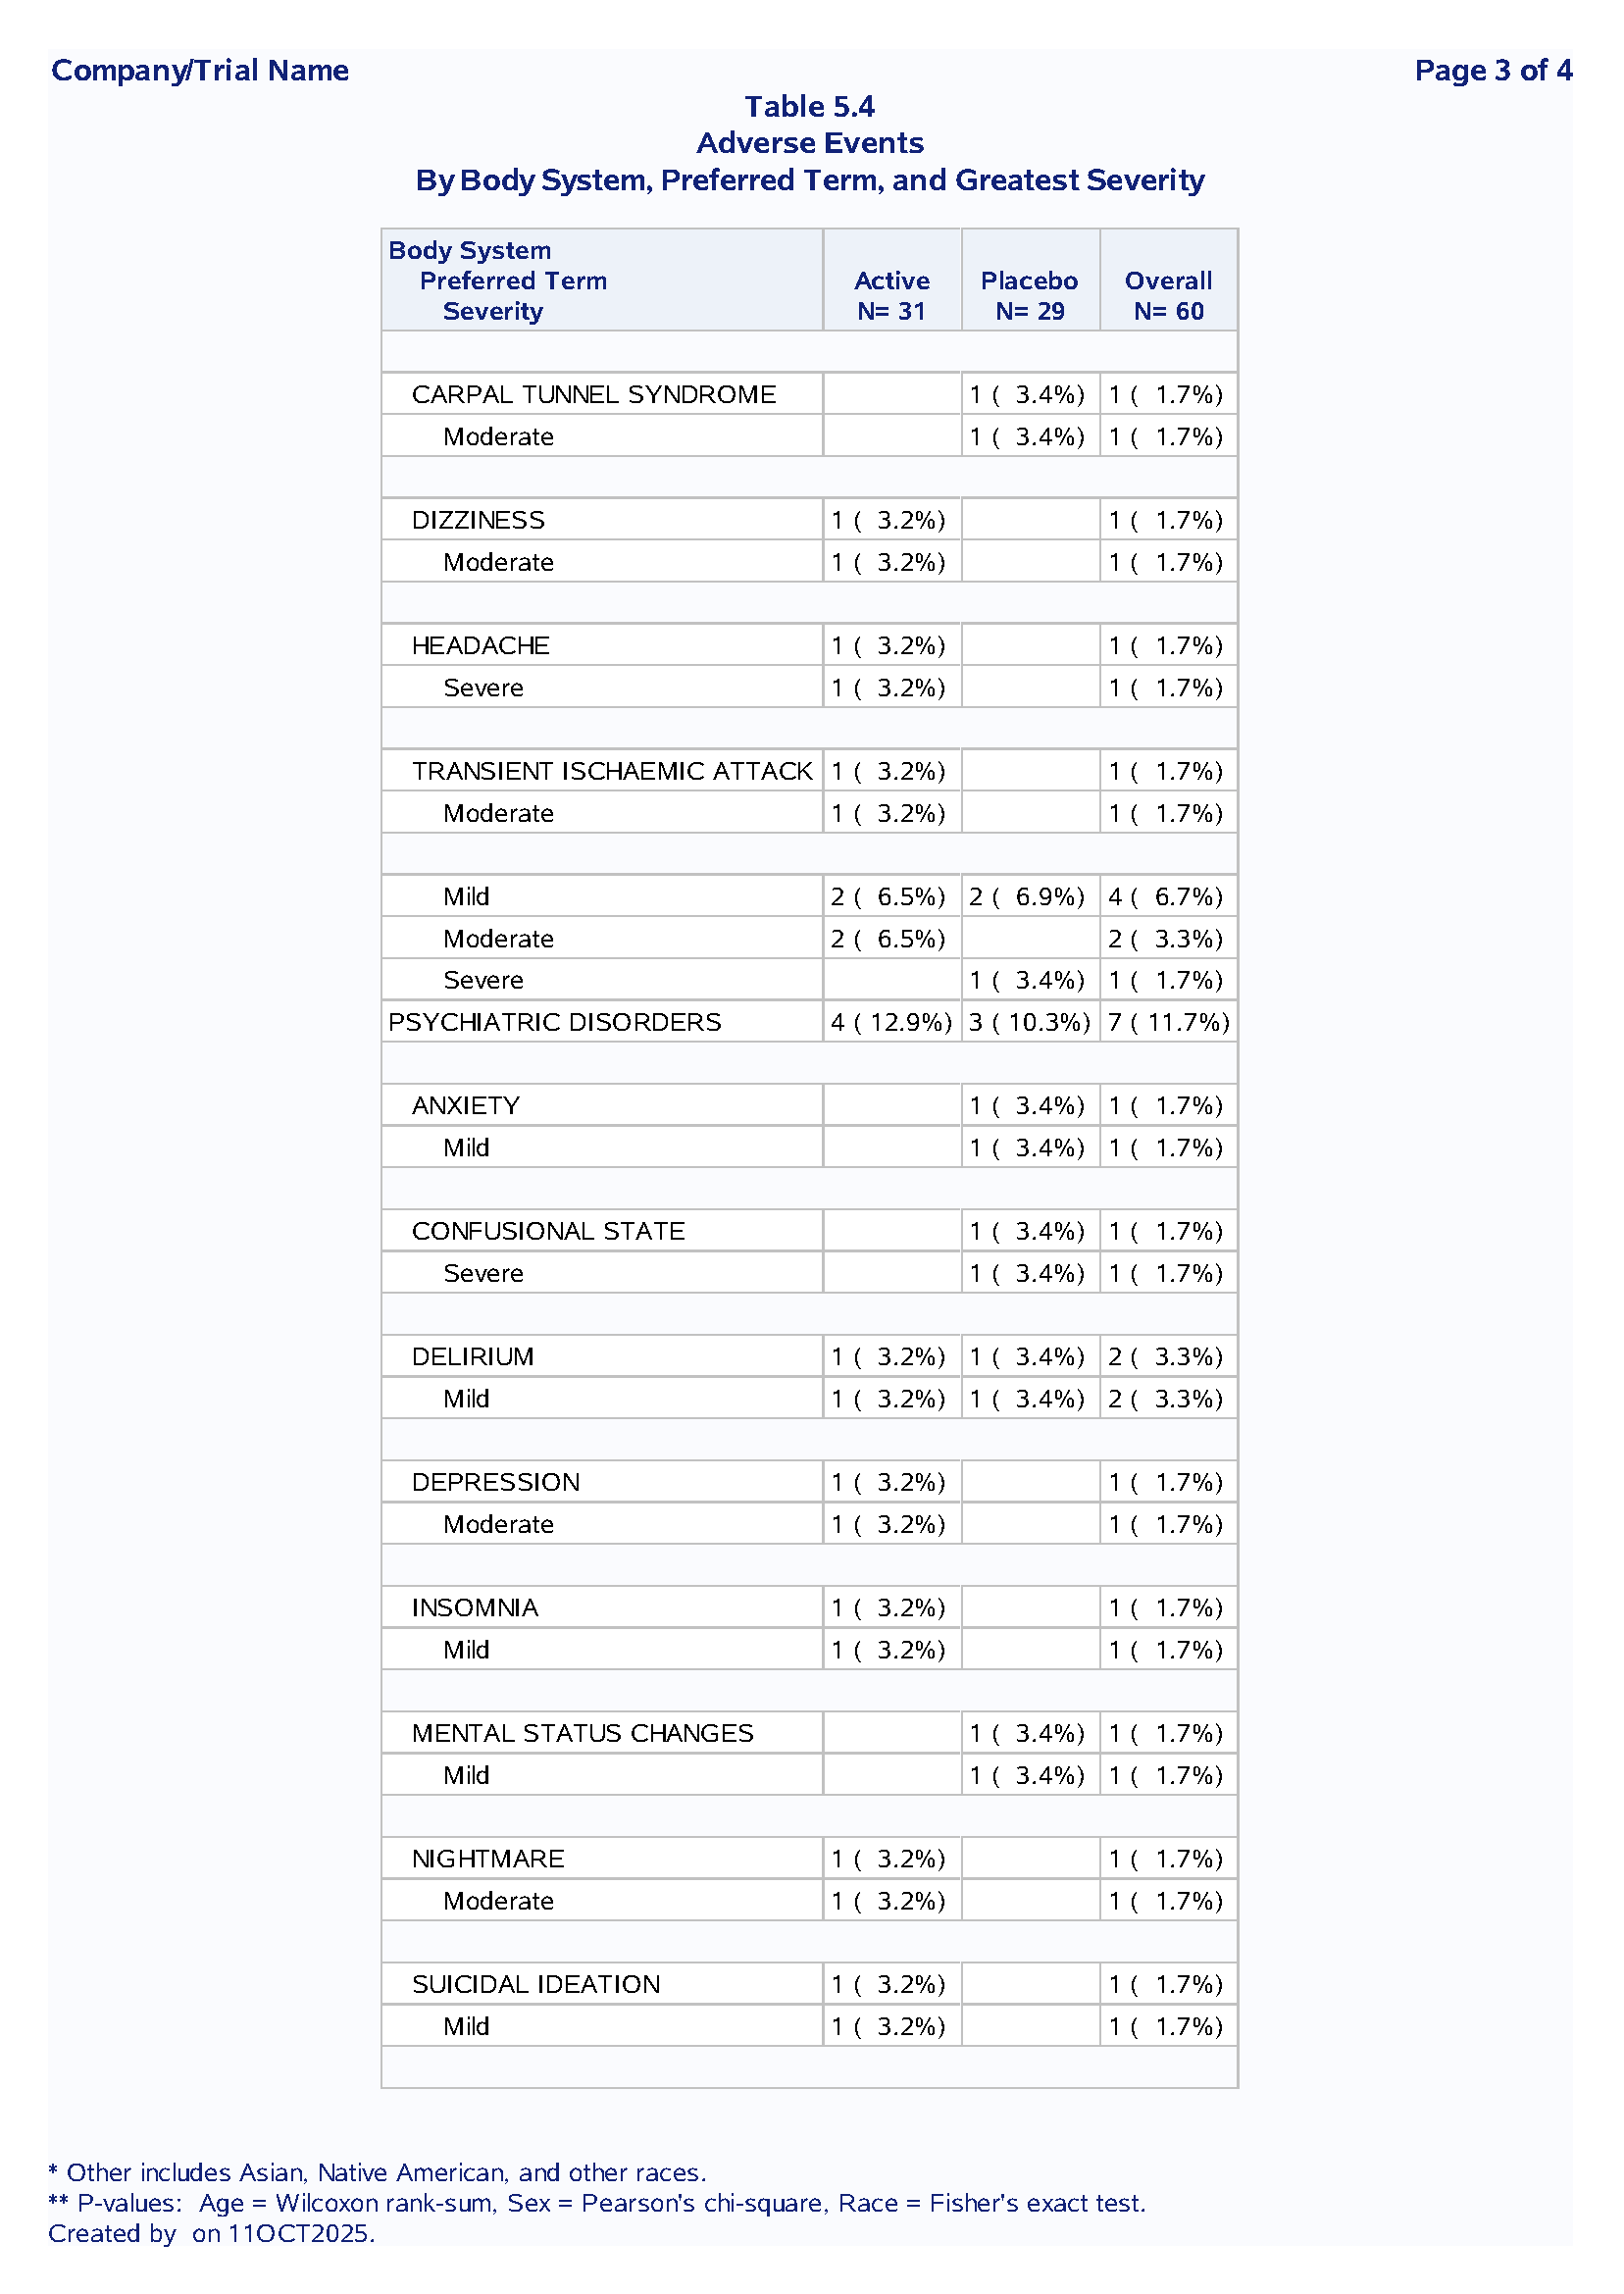 Company/Trial Name Page 3 of 4
Table 5.4
Adverse Events
By Body System, Preferred Term, and Greatest Severity
Body System
Preferred Term Active Placebo Overall
Severity N= 31 N= 29 N= 60
CARPAL TUNNEL SYNDROME 1 ( 3.4%) 1 ( 1.7%)
Moderate 1 ( 3.4%) 1 ( 1.7%)
DIZZINESS 1 ( 3.2%) 1 ( 1.7%)
Moderate 1 ( 3.2%) 1 ( 1.7%)
HEADACHE 1 ( 3.2%) 1 ( 1.7%)
Severe 1 ( 3.2%) 1 ( 1.7%)
TRANSIENT ISCHAEMIC ATTACK 1 ( 3.2%) 1 ( 1.7%)
Moderate 1 ( 3.2%) 1 ( 1.7%)
Mild 2 ( 6.5%) 2 ( 6.9%) 4 ( 6.7%)
Moderate 2 ( 6.5%) 2 ( 3.3%)
Severe 1 ( 3.4%) 1 ( 1.7%)
PSYCHIATRIC DISORDERS 4 ( 12.9%) 3 ( 10.3%) 7 ( 11.7%)
ANXIETY 1 ( 3.4%) 1 ( 1.7%)
Mild 1 ( 3.4%) 1 ( 1.7%)
CONFUSIONAL STATE 1 ( 3.4%) 1 ( 1.7%)
Severe 1 ( 3.4%) 1 ( 1.7%)
DELIRIUM 1 ( 3.2%) 1 ( 3.4%) 2 ( 3.3%)
Mild 1 ( 3.2%) 1 ( 3.4%) 2 ( 3.3%)
DEPRESSION 1 ( 3.2%) 1 ( 1.7%)
Moderate 1 ( 3.2%) 1 ( 1.7%)
INSOMNIA 1 ( 3.2%) 1 ( 1.7%)
Mild 1 ( 3.2%) 1 ( 1.7%)
MENTAL STATUS CHANGES 1 ( 3.4%) 1 ( 1.7%)
Mild 1 ( 3.4%) 1 ( 1.7%)
NIGHTMARE 1 ( 3.2%) 1 ( 1.7%)
Moderate 1 ( 3.2%) 1 ( 1.7%)
SUICIDAL IDEATION 1 ( 3.2%) 1 ( 1.7%)
Mild 1 ( 3.2%) 1 ( 1.7%)
* Other includes Asian, Native American, and other races.
** P-values: Age = Wilcoxon rank-sum, Sex = Pearson's chi-square, Race = Fisher's exact test.
Created by on 11OCT2025.